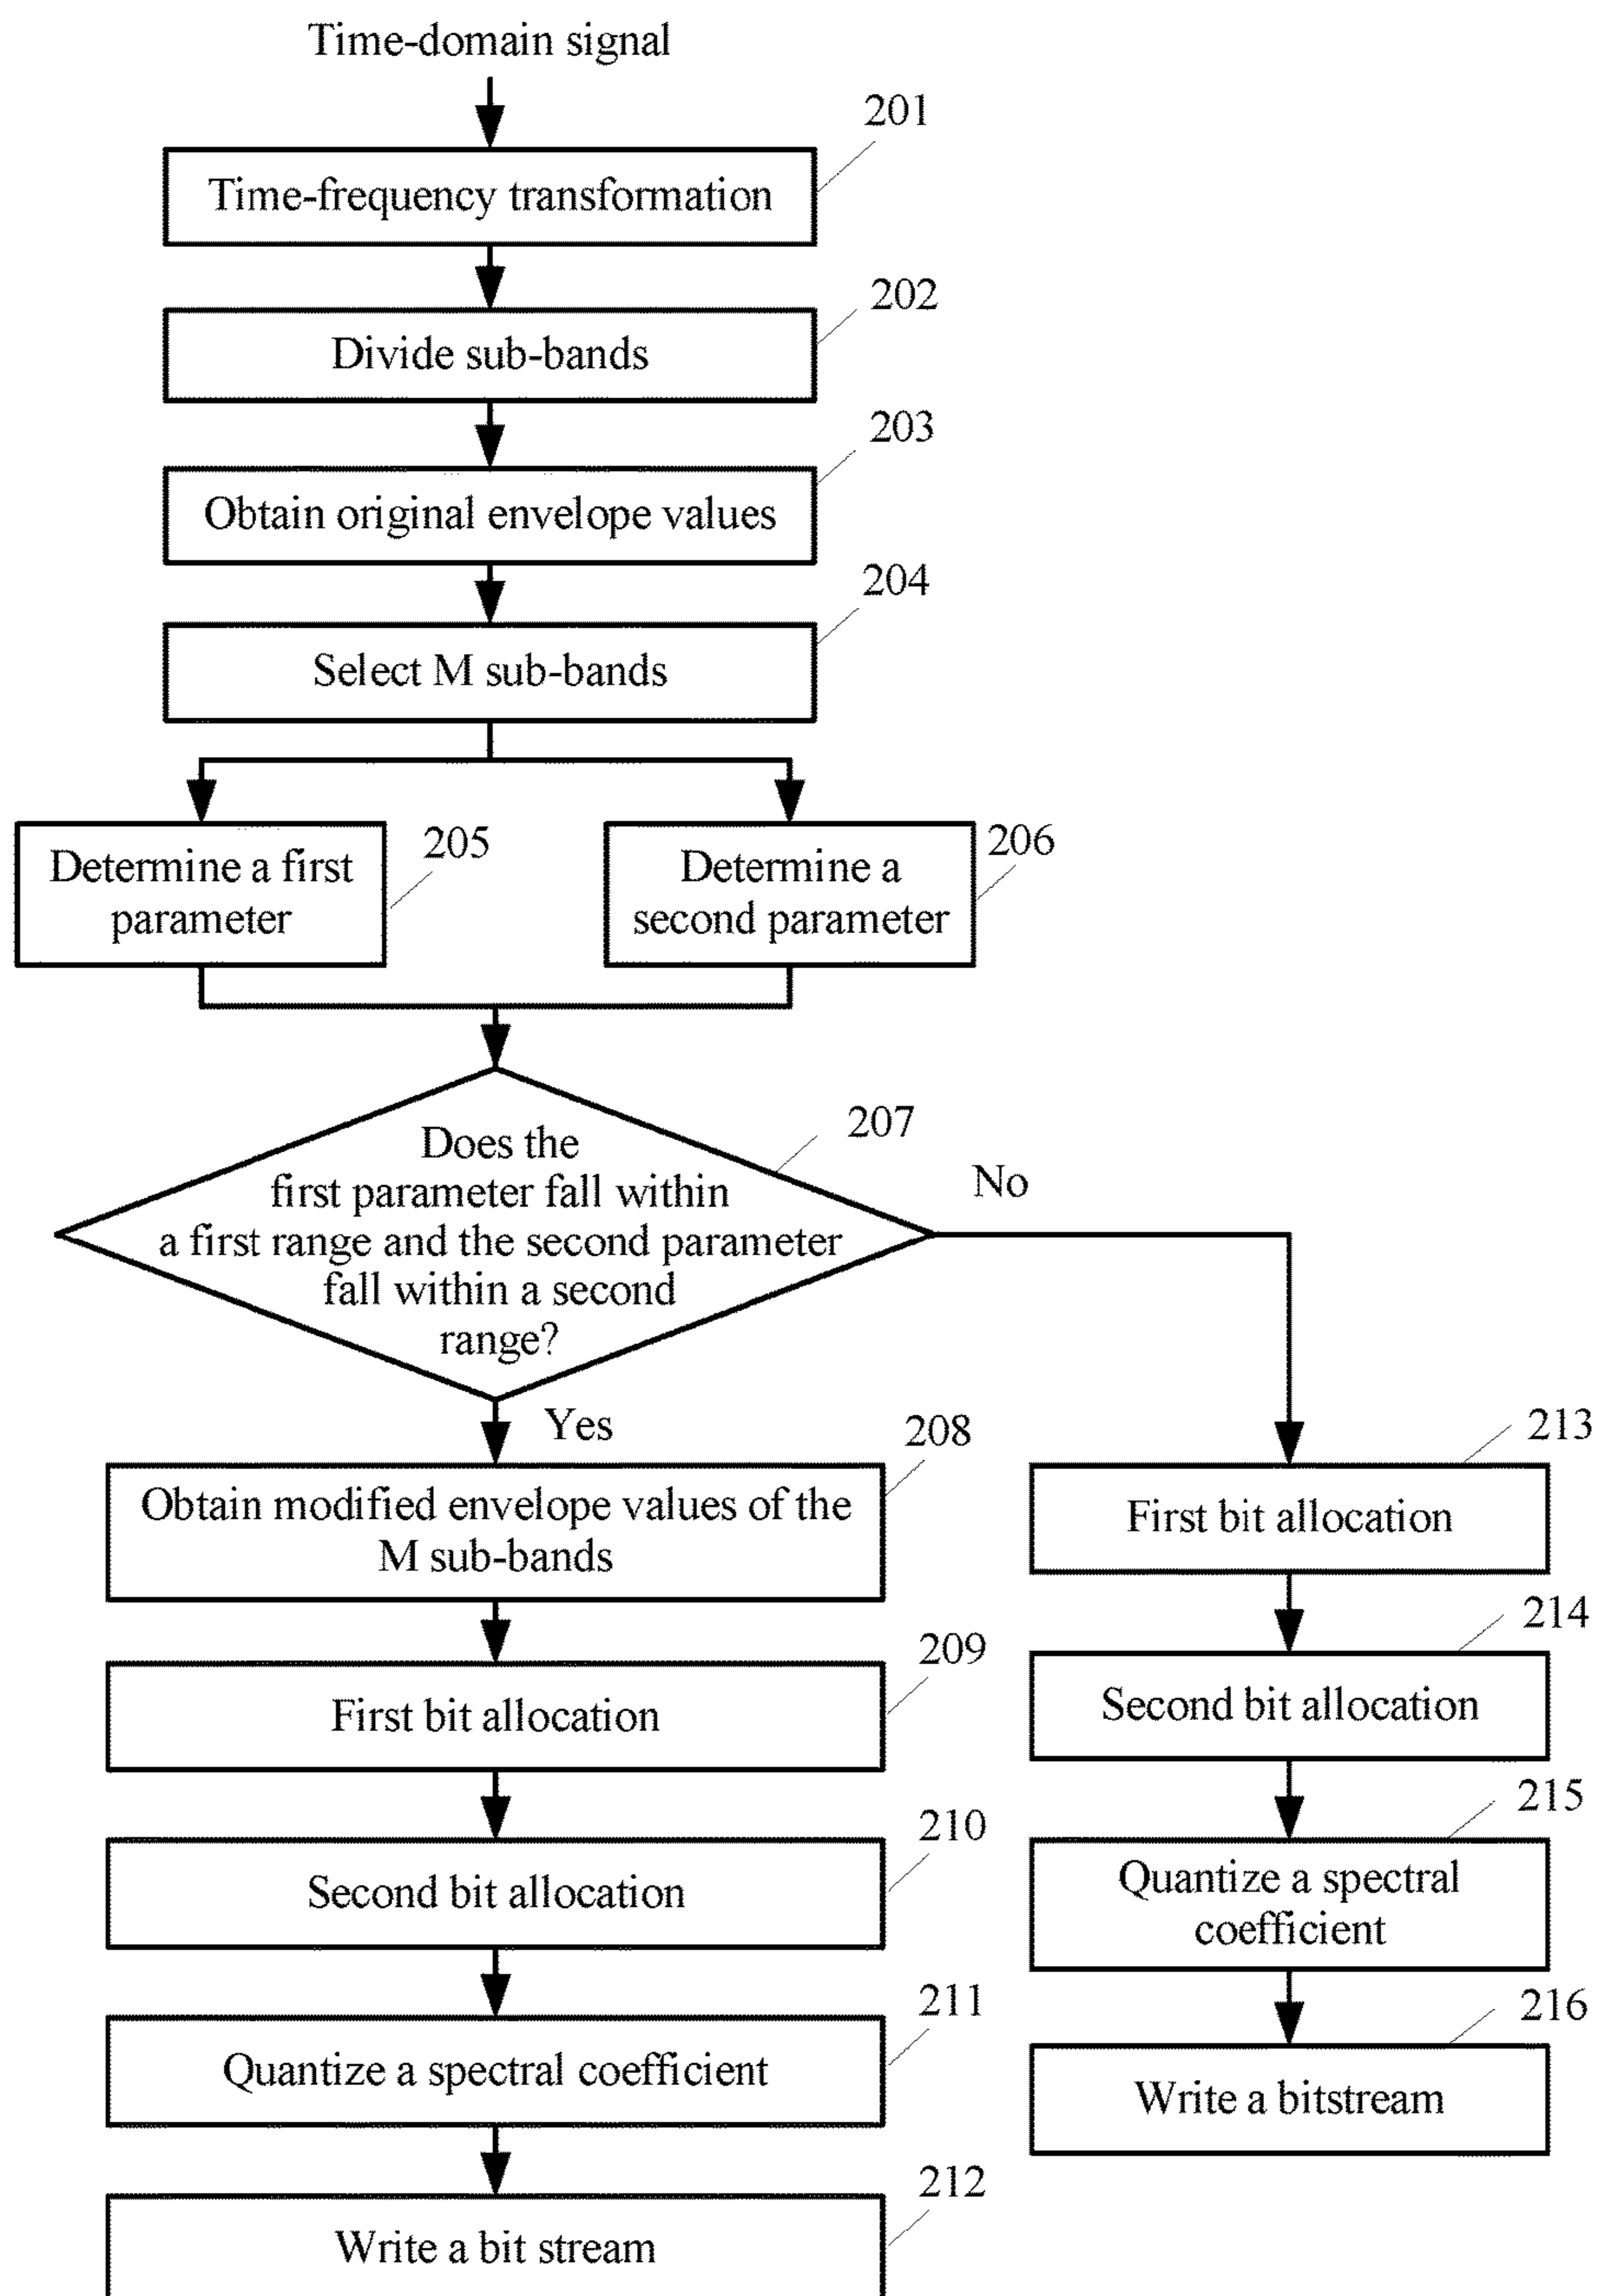 Time-domain signal
201
Time-frequency transformation
202
Divide sub-bands
203
Obtain original envelope values
204
Select M sub-bands
205
Determine a first
parameter
206
Determine a
second parameter
207
Does the
first parameter fall within
a first range and the second parameter
fall within a second
range?
No
Yes
208
Obtain modified envelope values of the
M sub-bands
209
First bit allocation
210
Second bit allocation
211
Quantize a spectral coefficient
212
Write a bit stream
213
First bit allocation
214
Second bit allocation
215
Quantize a spectral
coefficient
216
Write a bitstream